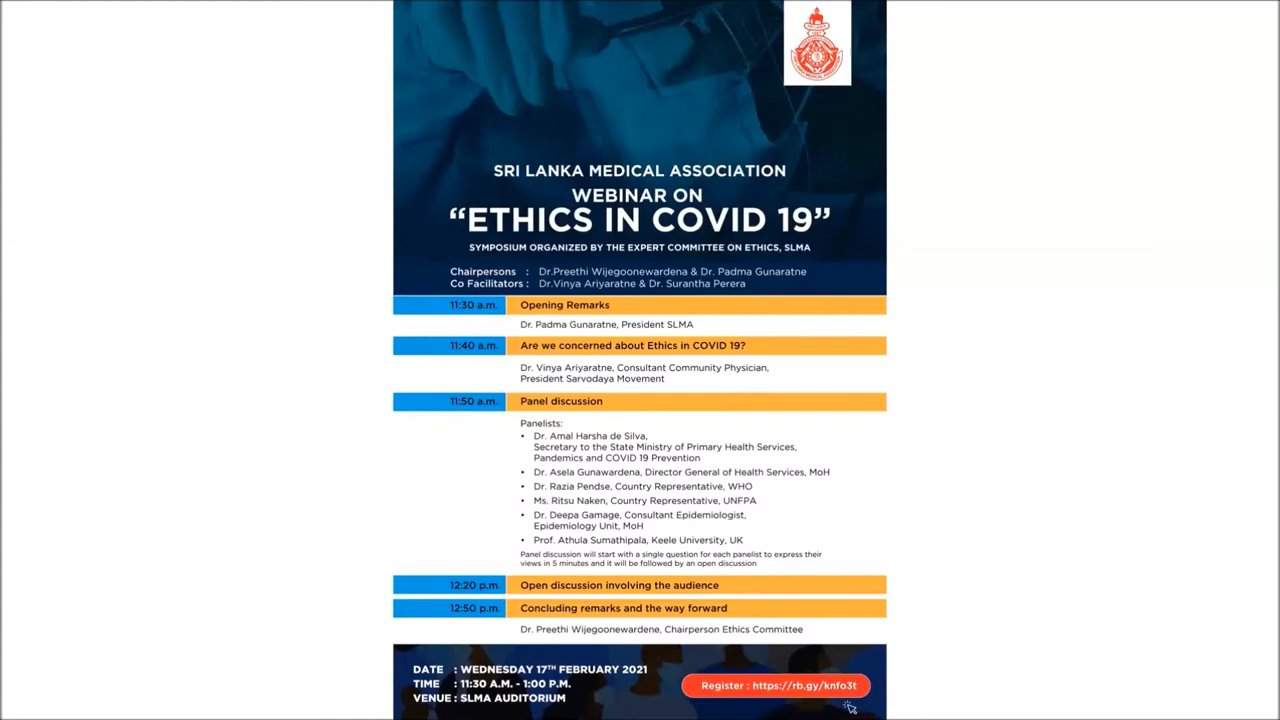 SRI LANKA MEDICAL ASSOCIATION
WEBINAR ON
“ETHICS IN COVID 19”
SYMPOSIUM ORGANIZED BY THE EXPERT COMMITTEE ON ETHICS, SLMA
Chairpersons : Dr.Preethi Wijegoonewardena & Dr. Padma Gunaratne
Co Facilitators : Dr.Vinya Ariyaratne & Dr. Surantha Perera
11:30 a.m. Opening Remarks
Dr. Padma Gunaratne, President SLMA
11:40 a.m. Are we concerned about Ethics in COVID 19?
Dr. Vinya Ariyaratne, Consultant Community Physician,
President Sarvodaya Movement
11:50 a.m. Panel discussion
Panelists:
• Dr. Amal Harsha de Silva,
Secretary to the State Ministry of Primary Health Services,
Pandemics and COVID 19 Prevention
• Dr. Asela Gunawardena, Director General of Health Services, MoH
• Dr. Razia Pendse, Country Representative, WHO
• Ms. Ritsu Naken, Country Representative, UNFPA
• Dr. Deepa Gamage, Consultant Epidemiologist,
Epidemiology Unit, MoH
• Prof. Athula Sumathipala, Keele University, UK
Panel discussion will start with a single question for each panelist to express their
views in 5 minutes and it will be followed by an open discussion
12:20 p.m. Open discussion involving the audience
12:50 p.m. Concluding remarks and the way forward
Dr. Preethi Wijegoonewardene, Chairperson Ethics Committee
DATE : WEDNESDAY 17TH FEBRUARY 2021
TIME : 11:30 A.M. - 1:00 P.M.
VENUE : SLMA AUDITORIUM
Register : https://rb.gy/knfo3t